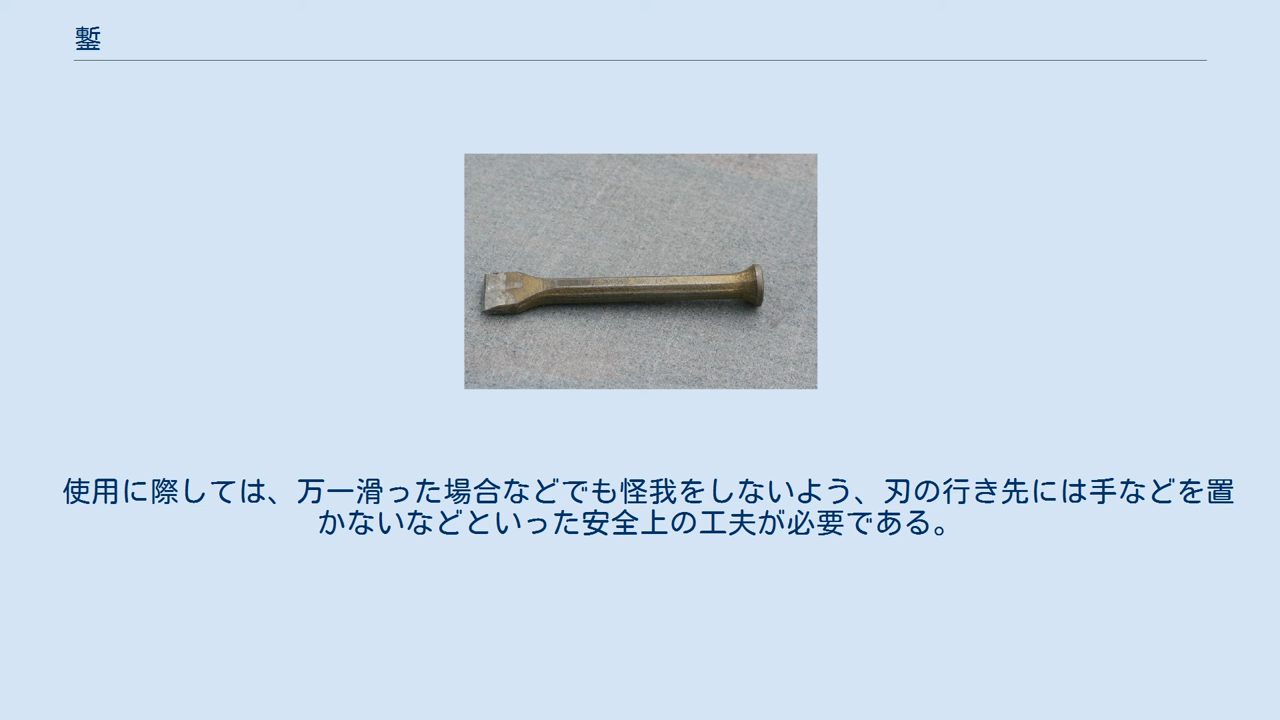 鏨
使用に際しては、万一滑った場合などでも怪我をしないよう、刃の行き先には手などを置
かないなどといった安全上の工夫が必要である。